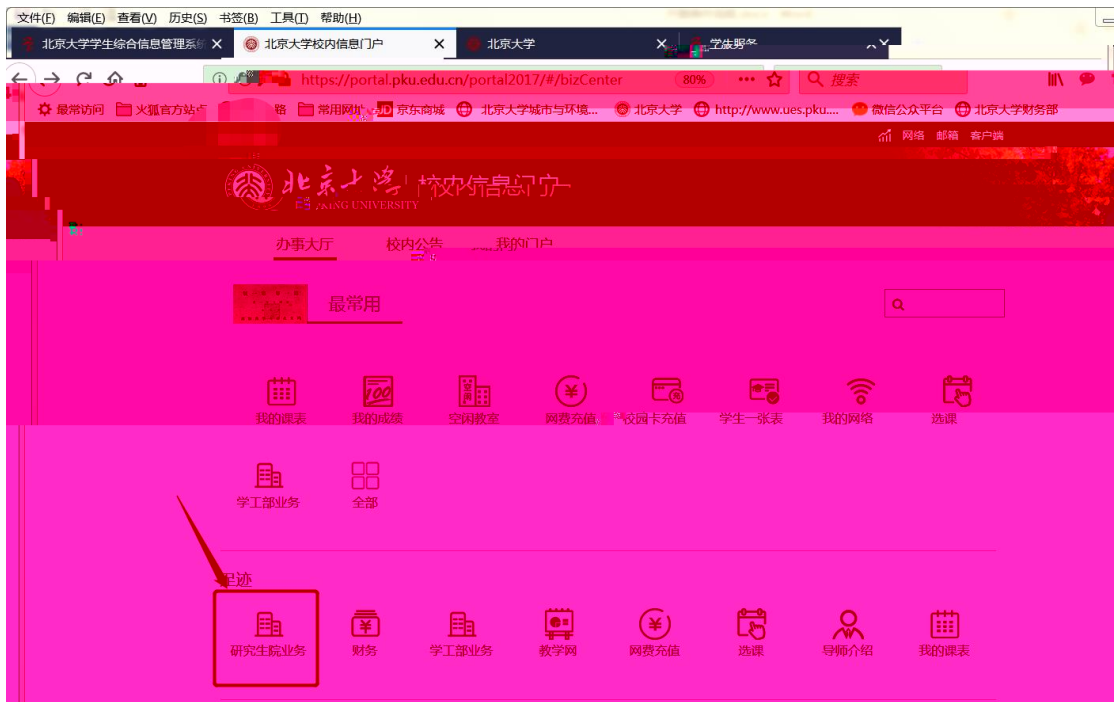 文件(F) 编辑(E) 查看(V) 历史(S) 书签(B) 工具(T) 帮助(H)
北京大学学生综合信息管理系统 北京大学校内信息门户 北京大学
https://portal.pku.edu.cn/portal2017/#/bizCenter 80% 搜索
最常访问 火狐官方站点 常用网址 JD 京东商城 北京大学城市与环境... 北京大学 http://www.ues.pku.... 微信公众平台 北京大学财务部
网络 邮箱 客户端
北京大学 校内信息门户
UNIVERSITY
办事大厅 校内公告 我的门户
最常用
我的课表 我的成绩 空闲教室 网费充值 校园卡充值 学生一张表 我的网络 选课
学工部业务 全部
足迹
研究生院业务 财务 学工部业务 教学网 网费充值 选课 导师介绍 我的课表